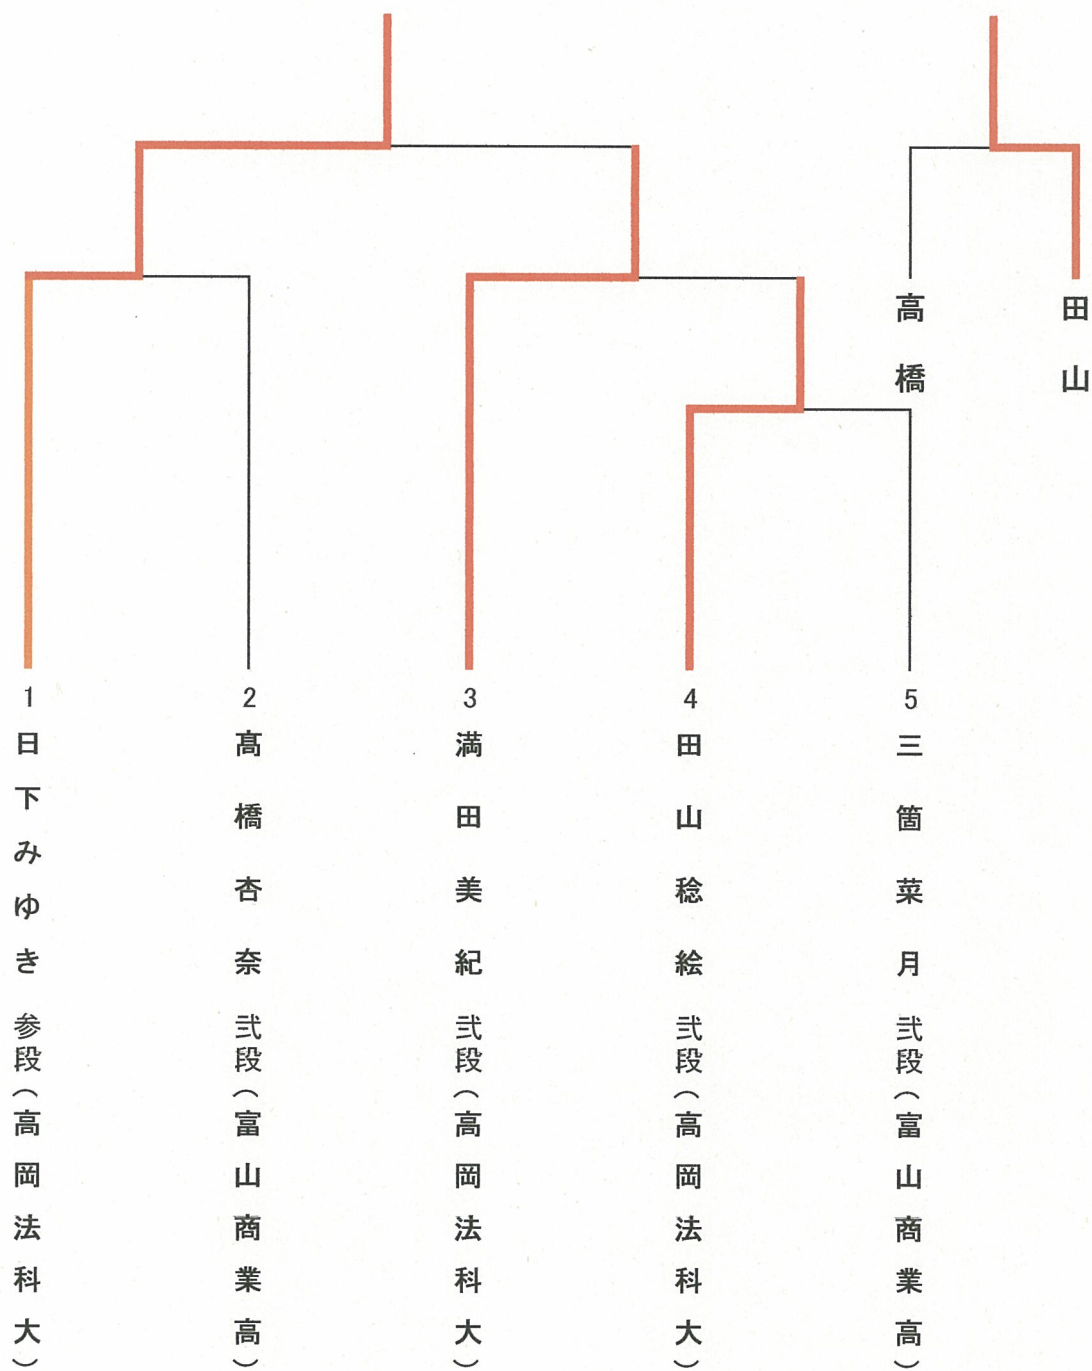 高橋
田山
1
日下みゆき 参段(高岡法科大)
2
髙橋杏奈 弐段(富山商業高)
3
満田美紀 弐段(高岡法科大)
4
田山稔絵 弐段(高岡法科大)
5
三箇菜月 弐段(富山商業高)